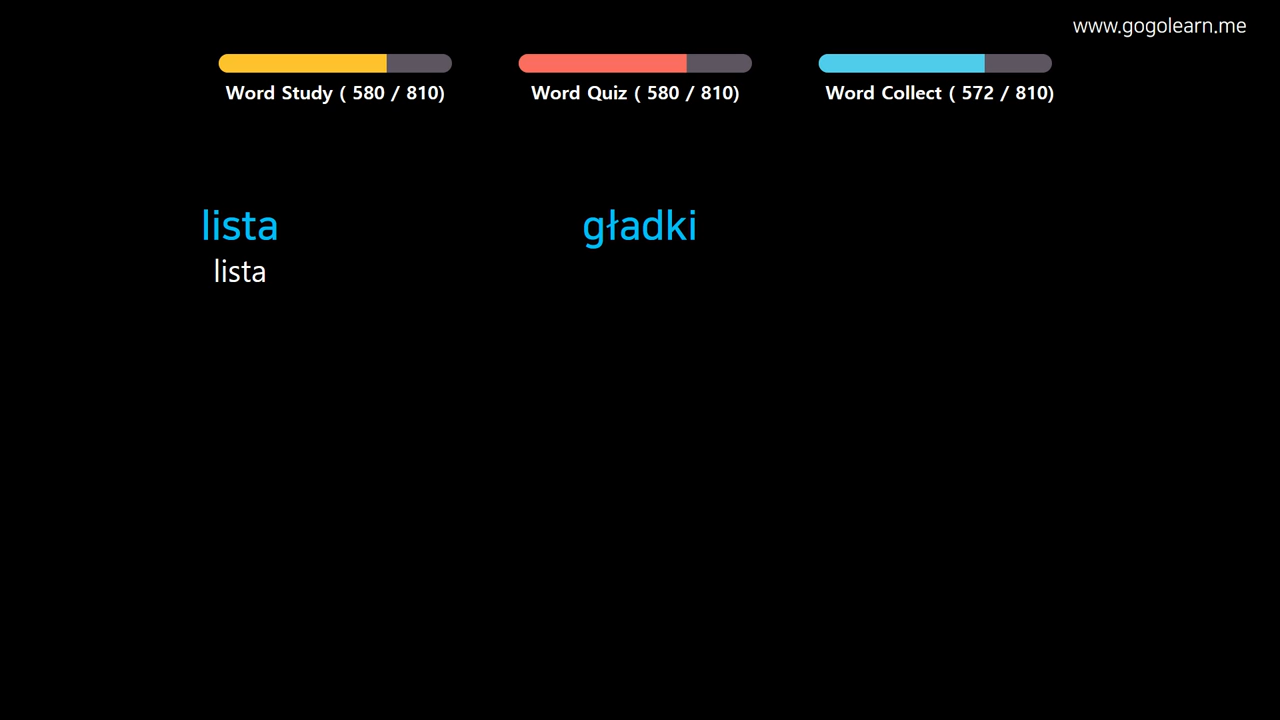 www.gogolearn.me
Word Study ( 580 / 810)
Word Quiz ( 580 / 810)
Word Collect ( 572 / 810)
lista
gładki
lista